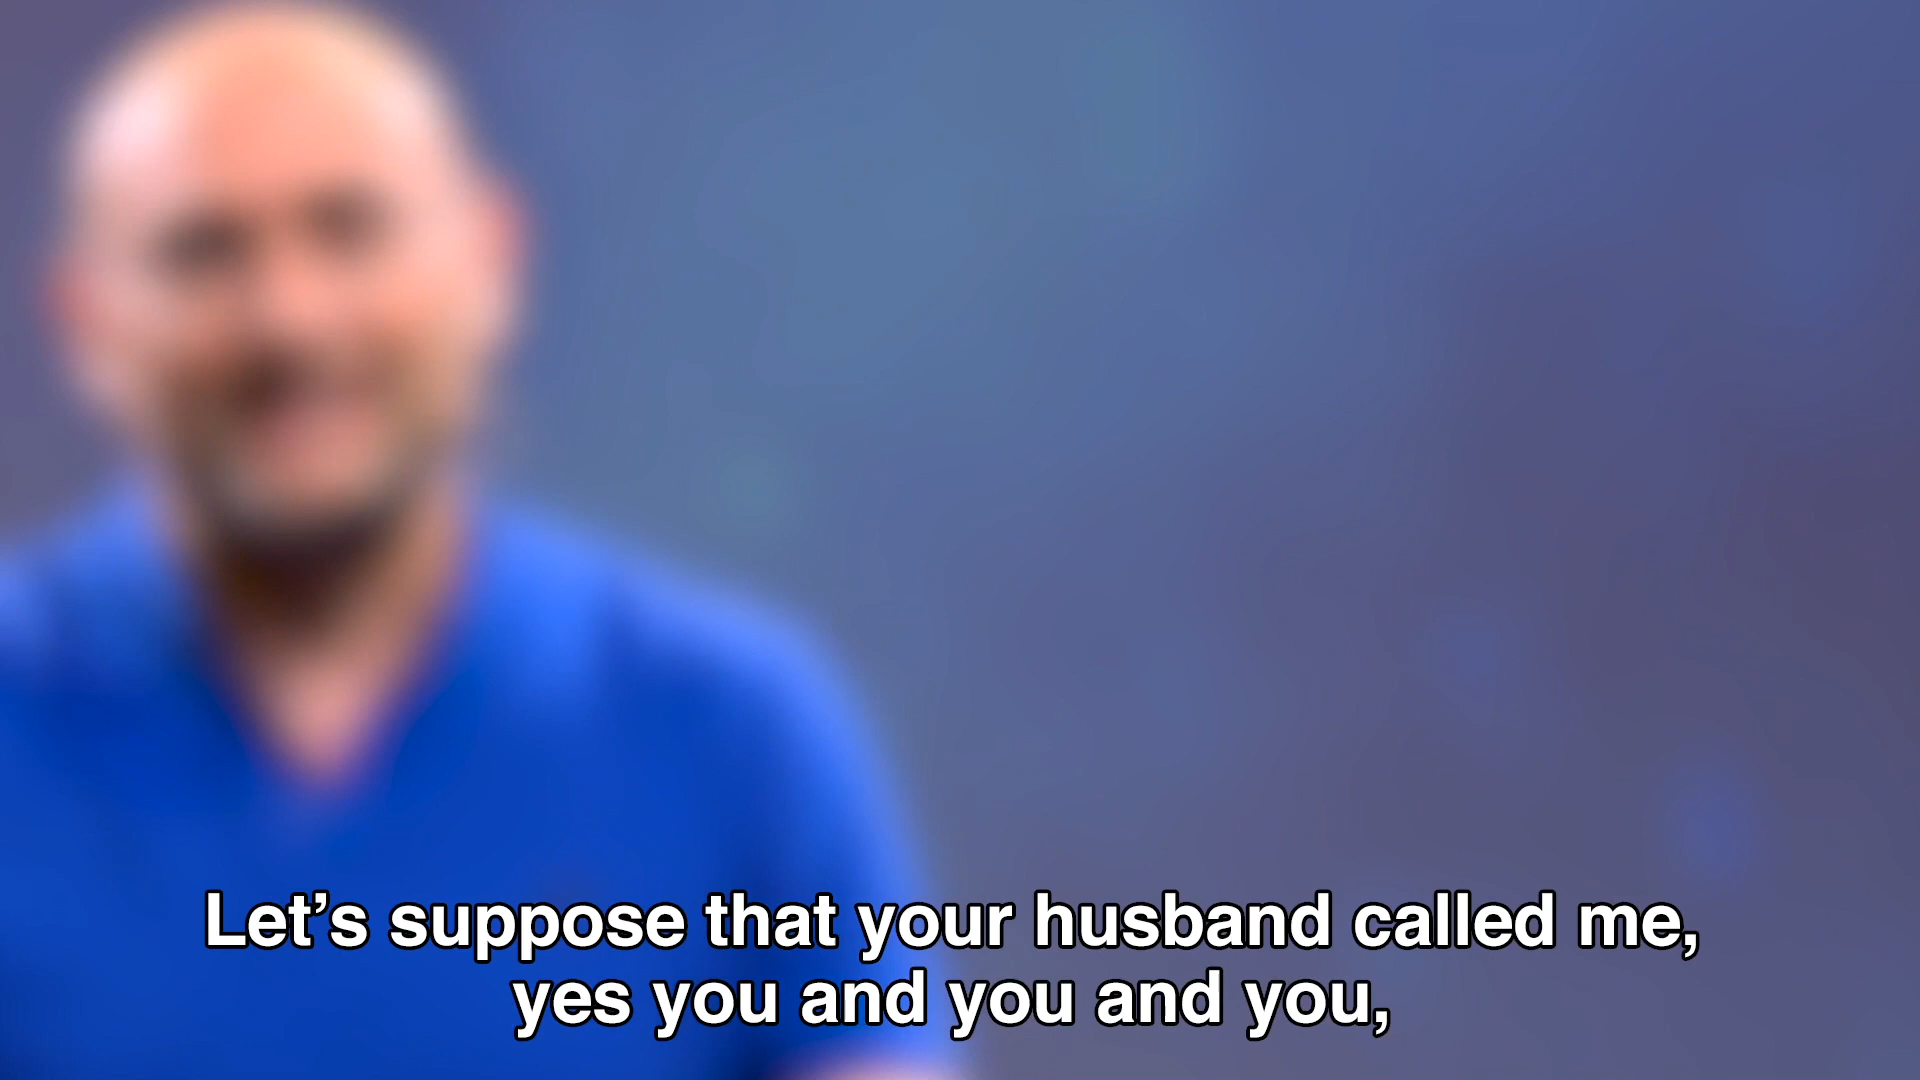 Let’s suppose that your husband called me,
yes you and you and you,